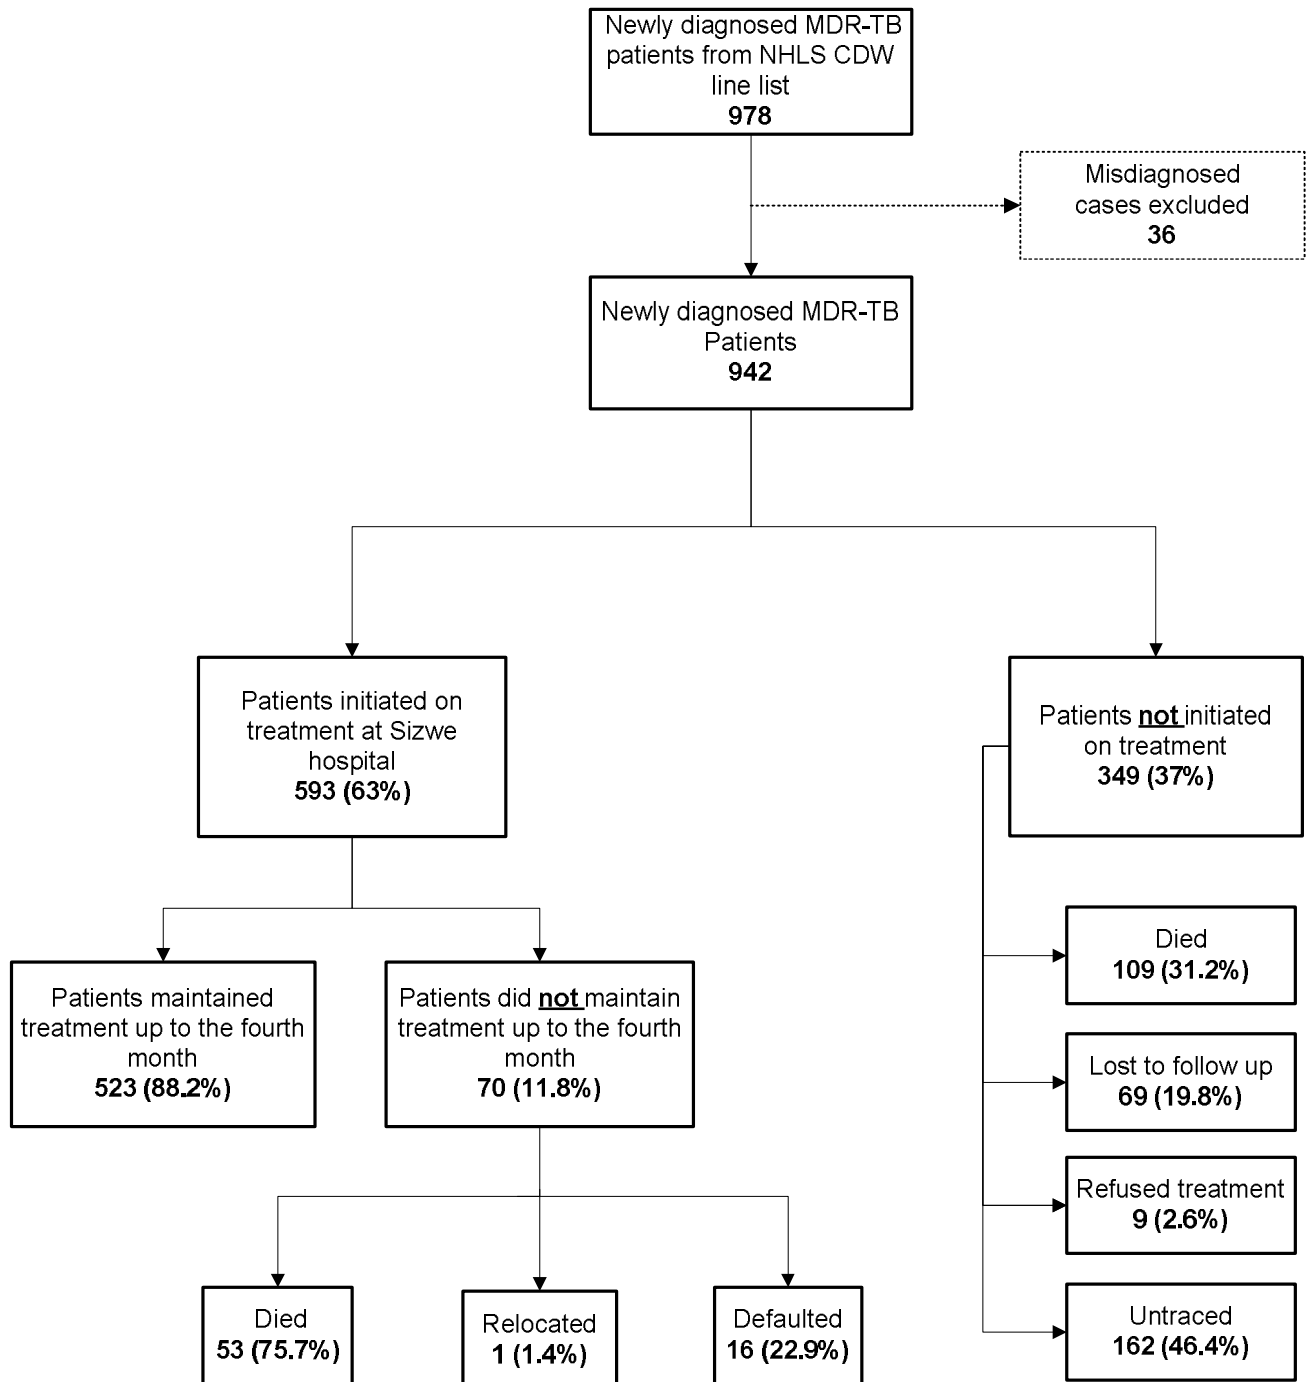 Newly diagnosed MDR-TB
patients from NHLS CDW
line list
978
Misdiagnosed
cases excluded
36
Newly diagnosed MDR-TB
Patients
942
Patients initiated on
treatment at Sizwe
hospital
593 (63%)
Patients not initiated
on treatment
349 (37%)
Patients maintained
treatment up to the fourth
month
523 (88.2%)
Patients did not maintain
treatment up to the fourth
month
70 (11.8%)
Died
109 (31.2%)
Lost to follow up
69 (19.8%)
Refused treatment
9 (2.6%)
Untraced
162 (46.4%)
Died
53 (75.7%)
Relocated
1 (1.4%)
Defaulted
16 (22.9%)